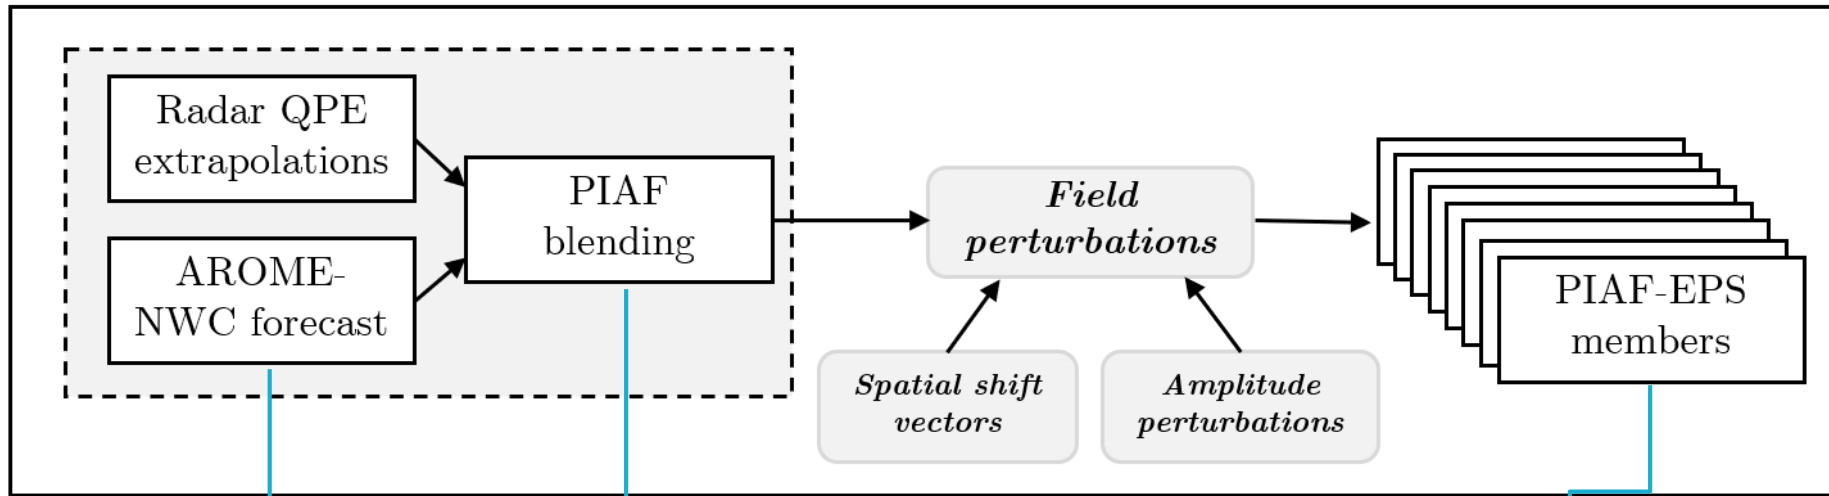 Radar QPE
extrapolations
AROME-
NWC forecast
PIAF
blending
Field
perturbations
Spatial shift
vectors
Amplitude
perturbations
PIAF-EPS
members